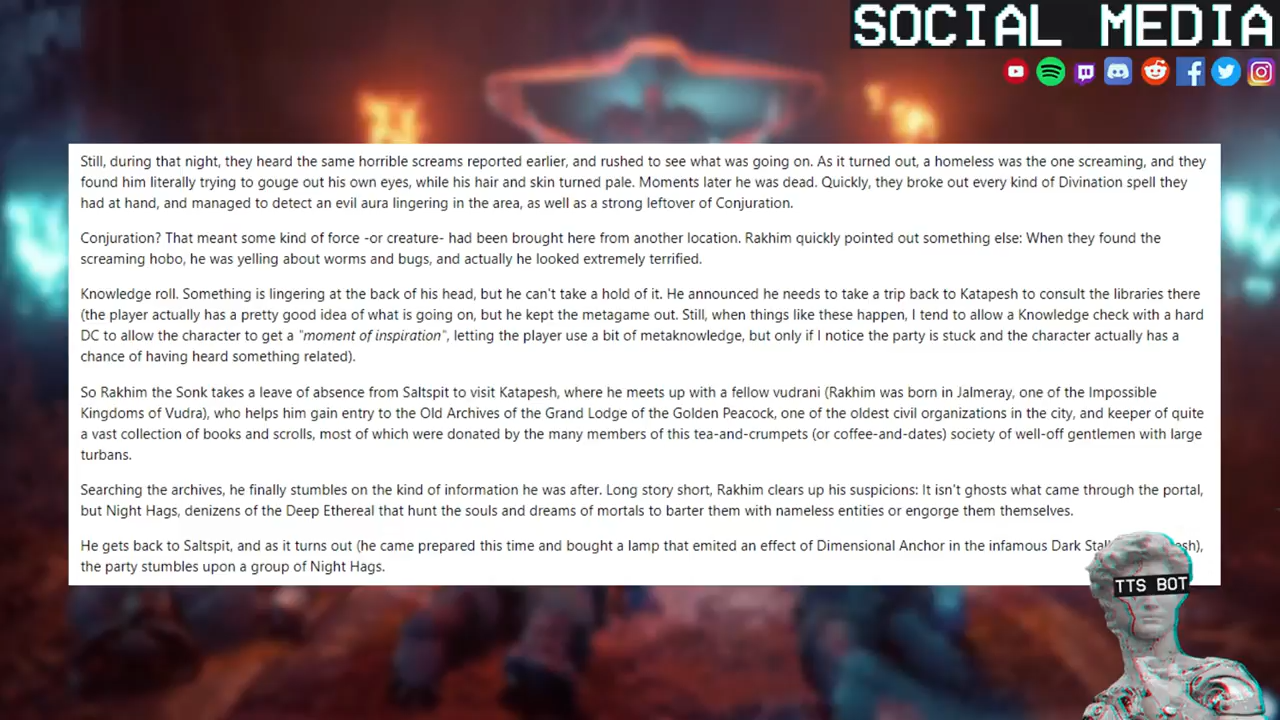 SOCIAL MEDIA
Still, during that night, they heard the same horrible screams reported earlier, and rushed to see what was going on. As it turned out, a homeless was the one screaming, and they
found him literally trying to gouge out his own eyes, while his hair and skin turned pale. Moments later he was dead. Quickly, they broke out every kind of Divination spell they
had at hand, and managed to detect an evil aura lingering in the area, as well as a strong leftover of Conjuration.
Conjuration? That meant some kind of force -or creature- had been brought here from another location. Rakhim quickly pointed out something else: When they found the
screaming hobo, he was yelling about worms and bugs, and actually he looked extremely terrified.
Knowledge roll. Something is lingering at the back of his head, but he can't take a hold of it. He announced he needs to take a trip back to Katapesh to consult the libraries there
(the player actually has a pretty good idea of what is going on, but he kept the metagame out. Still, when things like these happen, I tend to allow a Knowledge check with a hard
DC to allow the character to get a "moment of inspiration", letting the player use a bit of metaknowledge, but only if I notice the party is stuck and the character actually has a
chance of having heard something related).
So Rakhim the Sonk takes a leave of absence from Saltspit to visit Katapesh, where he meets up with a fellow vudrani (Rakhim was born in Jalmeray, one of the Impossible
Kingdoms of Vudra), who helps him gain entry to the Old Archives of the Grand Lodge of the Golden Peacock, one of the oldest civil organizations in the city, and keeper of quite
a vast collection of books and scrolls, most of which were donated by the many members of this tea-and-crumpets (or coffee-and-dates) society of well-off gentlemen with large
turbans.
Searching the archives, he finally stumbles on the kind of information he was after. Long story short, Rakhim clears up his suspicions: It isn't ghosts what came through the portal,
but Night Hags, denizens of the Deep Ethereal that hunt the souls and dreams of mortals to barter them with nameless entities or engorge them themselves.
He gets back to Saltspit, and as it turns out (he came prepared this time and bought a lamp that emited an effect of Dimensional Anchor in the infamous Dark
the party stumbles upon a group of Night Hags.
TTS BOT